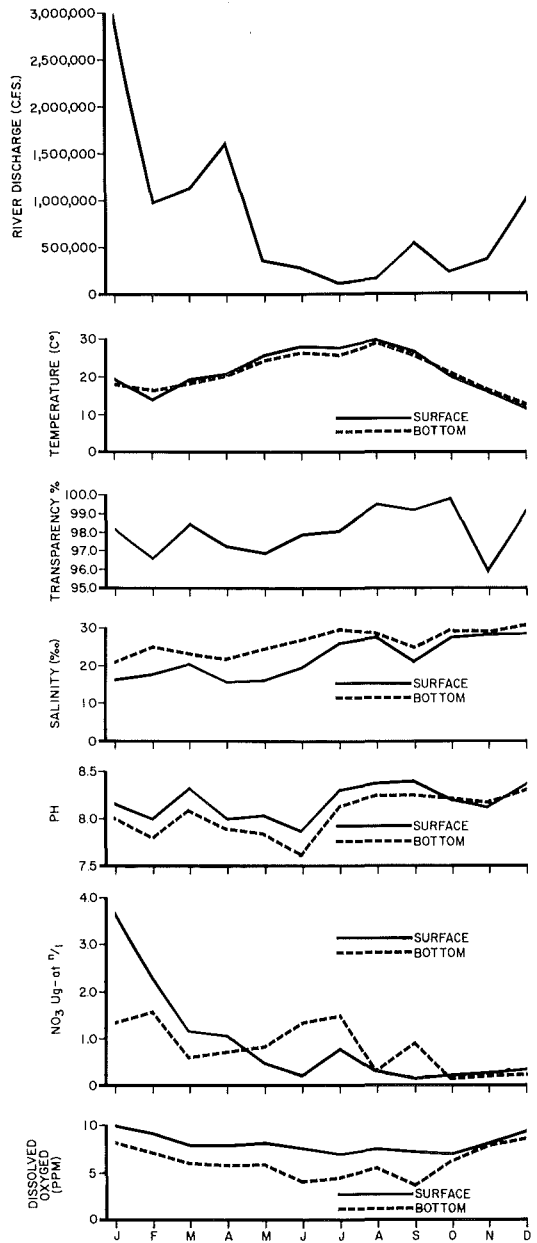 RIVER DISCHARGE (C.F.S.)
3,000,000
2,500,000
2,000,000
1,500,000
1,000,000
500,000
0
TEMPERATURE (C°)
30
20
10
0
SURFACE
BOTTOM
TRANSPARENCY %
100.0
99.0
98.0
97.0
96.0
95.0
SALINITY (‰)
30
20
10
0
SURFACE
BOTTOM
PH
8.5
8.0
7.5
SURFACE
BOTTOM
NO3 Ug-at n/l
4.0
3.0
2.0
1.0
0
SURFACE
BOTTOM
DISSOLVED
OXYGED
(PPM)
10
5
0
SURFACE
BOTTOM
J F M A M J J A S O N D